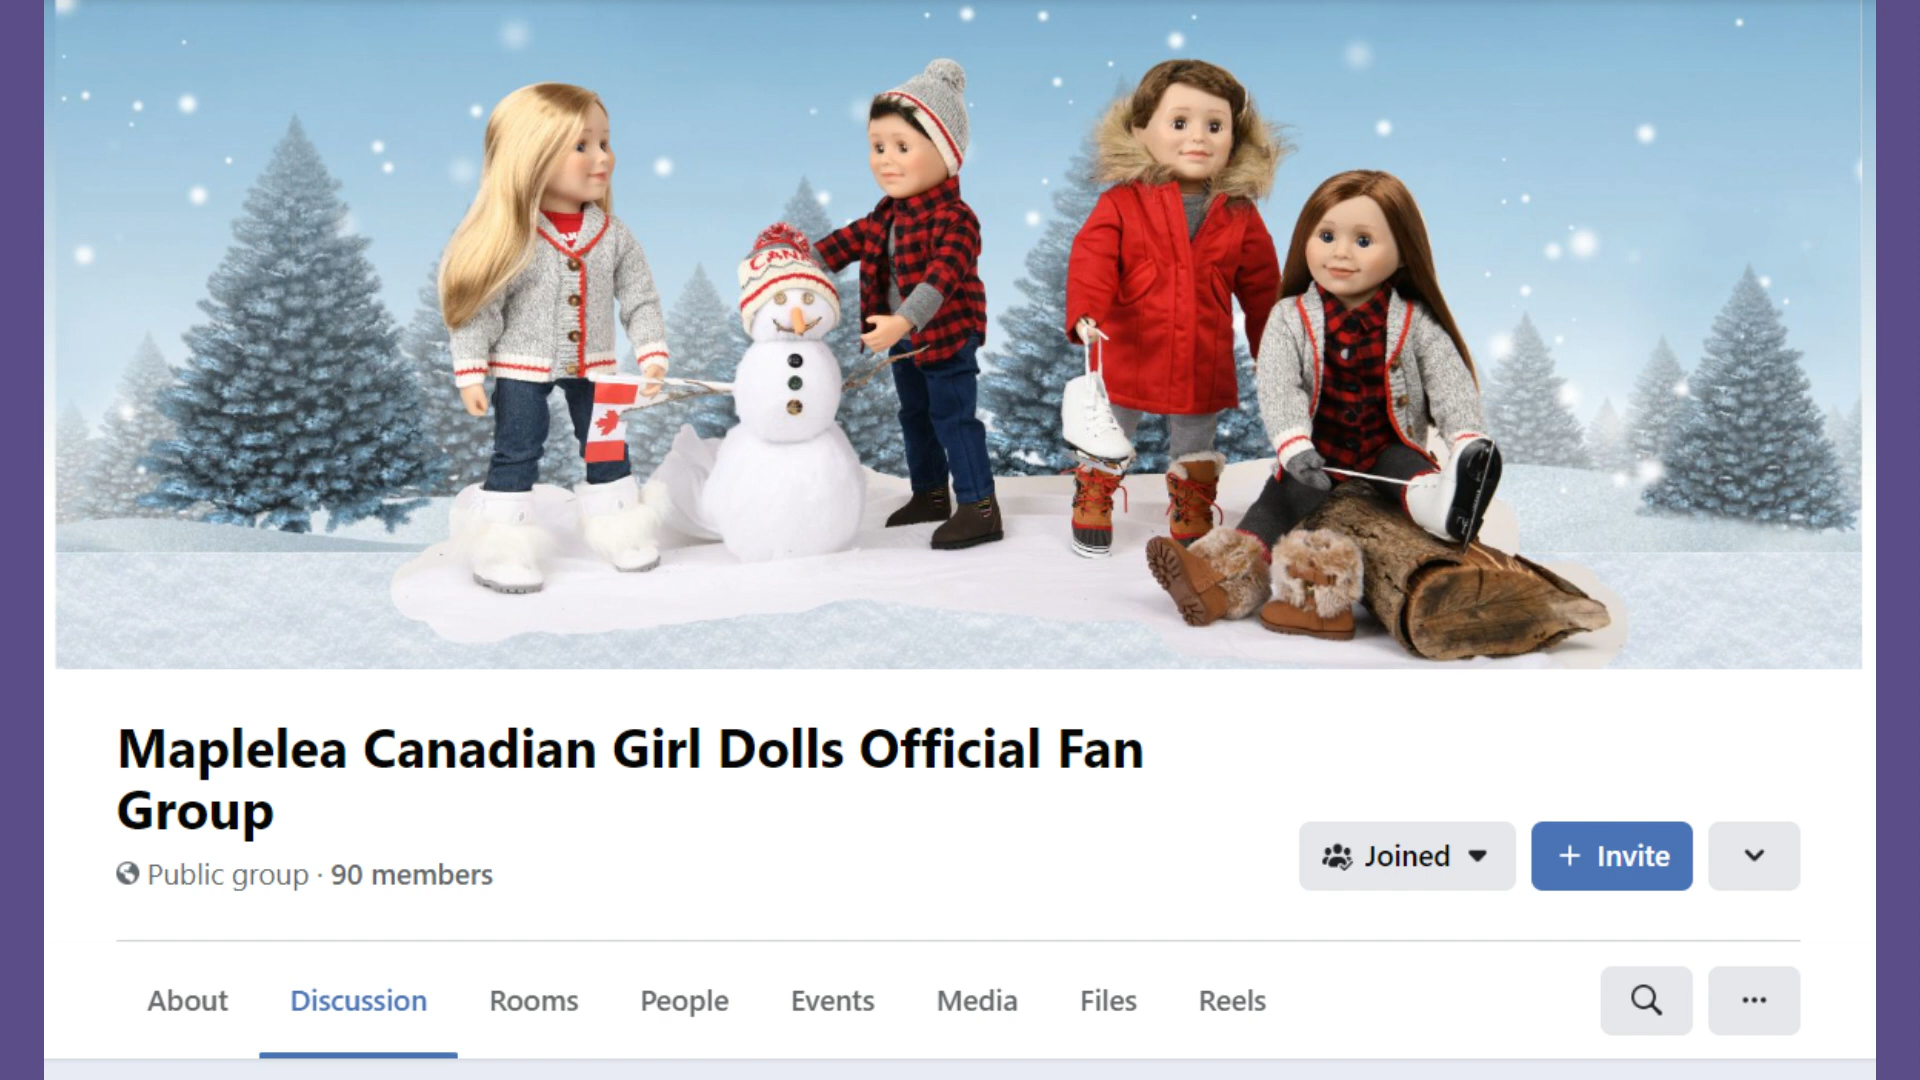 CANA
Maplelea Canadian Girl Dolls Official Fan
Group
Public group · 90 members
Joined
+ Invite
About
Discussion
Rooms
People
Events
Media
Files
Reels